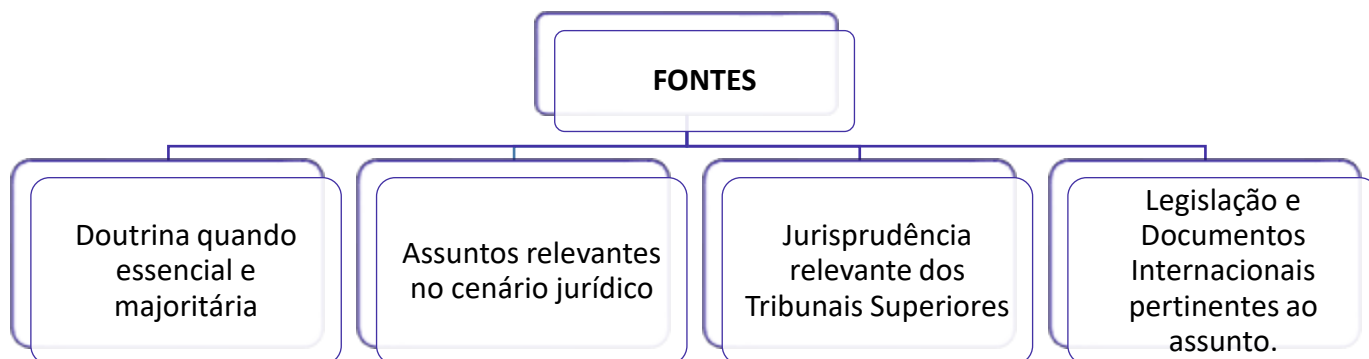 FONTES
Doutrina quando
essencial e
majoritária
Assuntos relevantes
no cenário jurídico
Jurisprudência
relevante dos
Tribunais Superiores
Legislação e
Documentos
Internacionais
pertinentes ao
assunto.